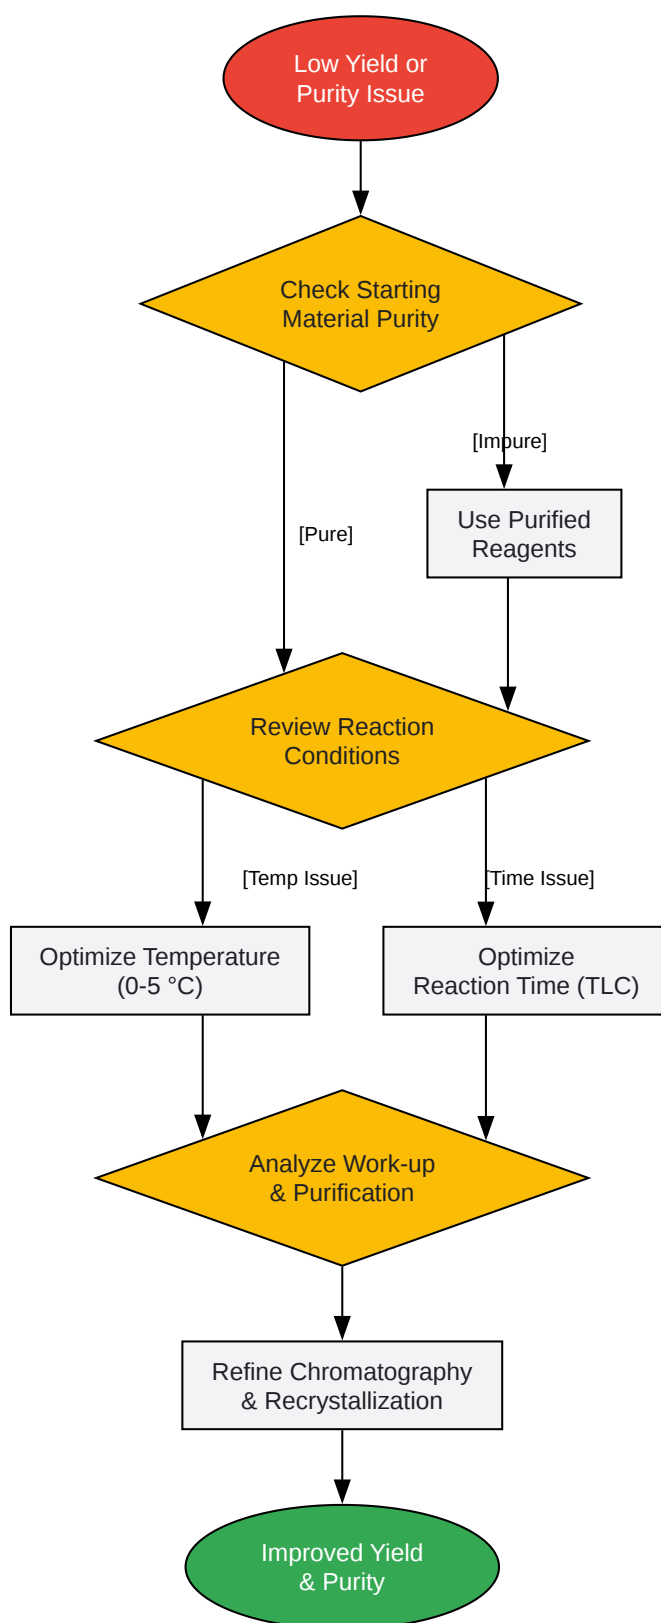 Low Yield or
Purity Issue
Check Starting
Material Purity
[Impure]
Use Purified
Reagents
[Pure]
Review Reaction
Conditions
[Temp Issue]
[Time Issue]
Optimize Temperature
(0-5 °C)
Optimize
Reaction Time (TLC)
Analyze Work-up
& Purification
Refine Chromatography
& Recrystallization
Improved Yield
& Purity